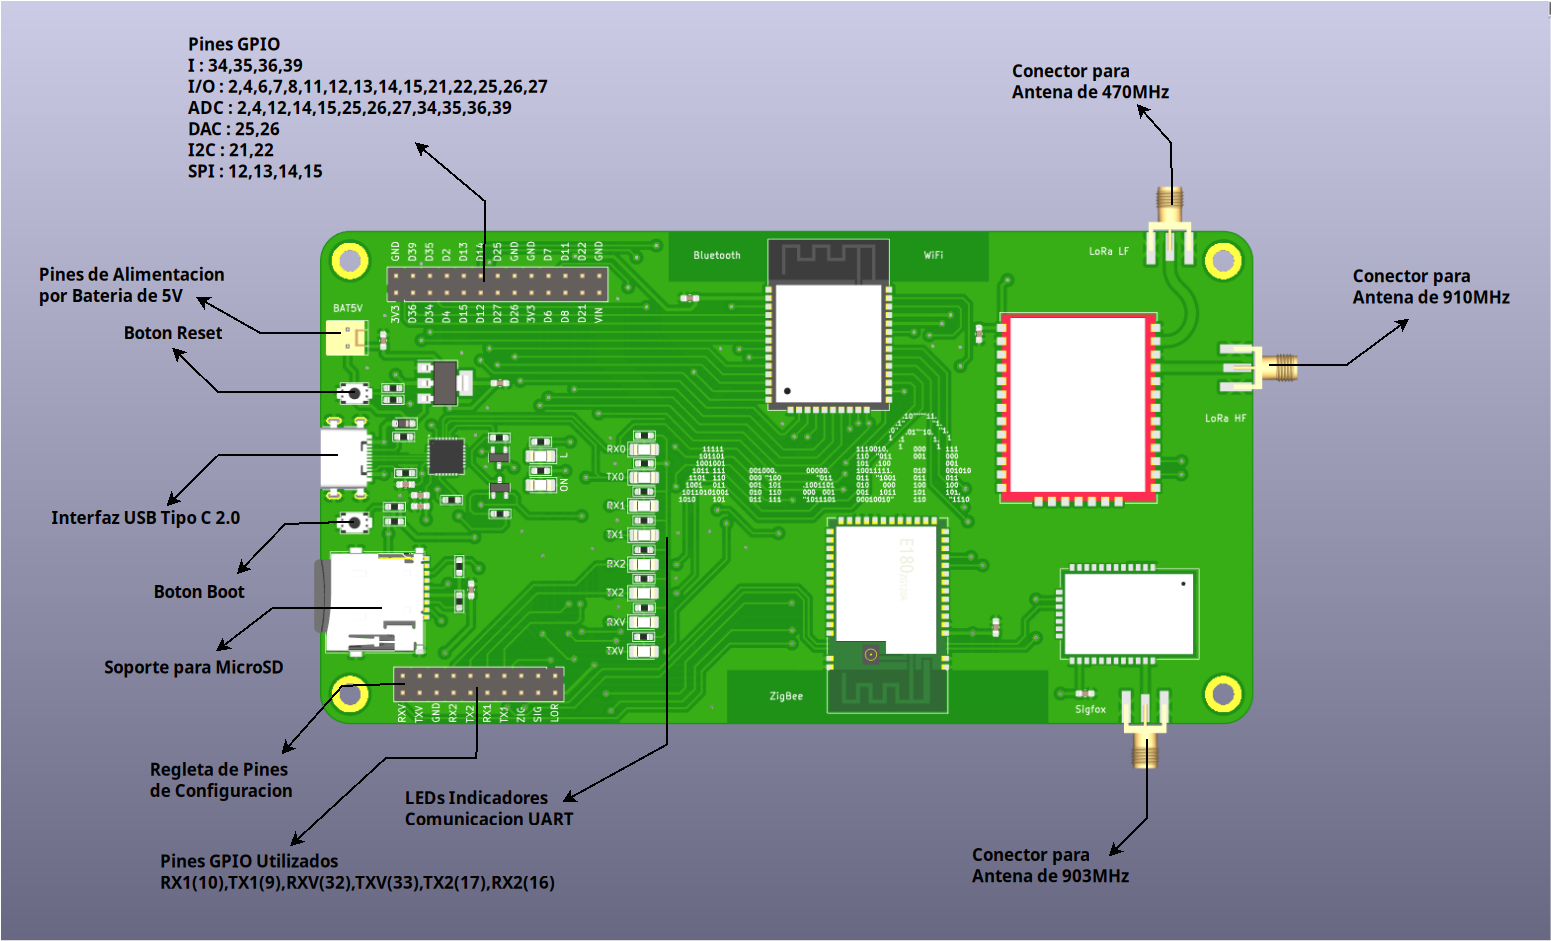 Pines GPIO
I : 34,35,36,39
I/O : 2,4,6,7,8,11,12,13,14,15,21,22,25,26,27
ADC : 2,4,12,14,15,25,26,27,34,35,36,39
DAC : 25,26
I2C : 21,22
SPI : 12,13,14,15
Conector para
Antena de 470MHz
Pines de Alimentacion
por Bateria de 5V
Boton Reset
Conector para
Antena de 910MHz
GND D39 D35 D2 D13 D14 D25 GND GND D7 D11 D22 GND
3V3 D36 D34 D4 D15 D12 D27 D26 3V3 D6 D8 D21 VIN
BAT5V
Bluetooth
WiFi
LoRa LF
LoRa HF
L
ON
RX0
TX0
RX1
TX1
RX2
TX2
RXV
TXV
Interfaz USB Tipo C 2.0
Boton Boot
Soporte para MicroSD
E180
ZigBee
Sigfox
RXV TXV GND RX2 TX2 RX1 TX1 ZIG SIG LOR
Regleta de Pines
de Configuracion
LEDs Indicadores
Comunicacion UART
Pines GPIO Utilizados
RX1(10),TX1(9),RXV(32),TXV(33),TX2(17),RX2(16)
Conector para
Antena de 903MHz